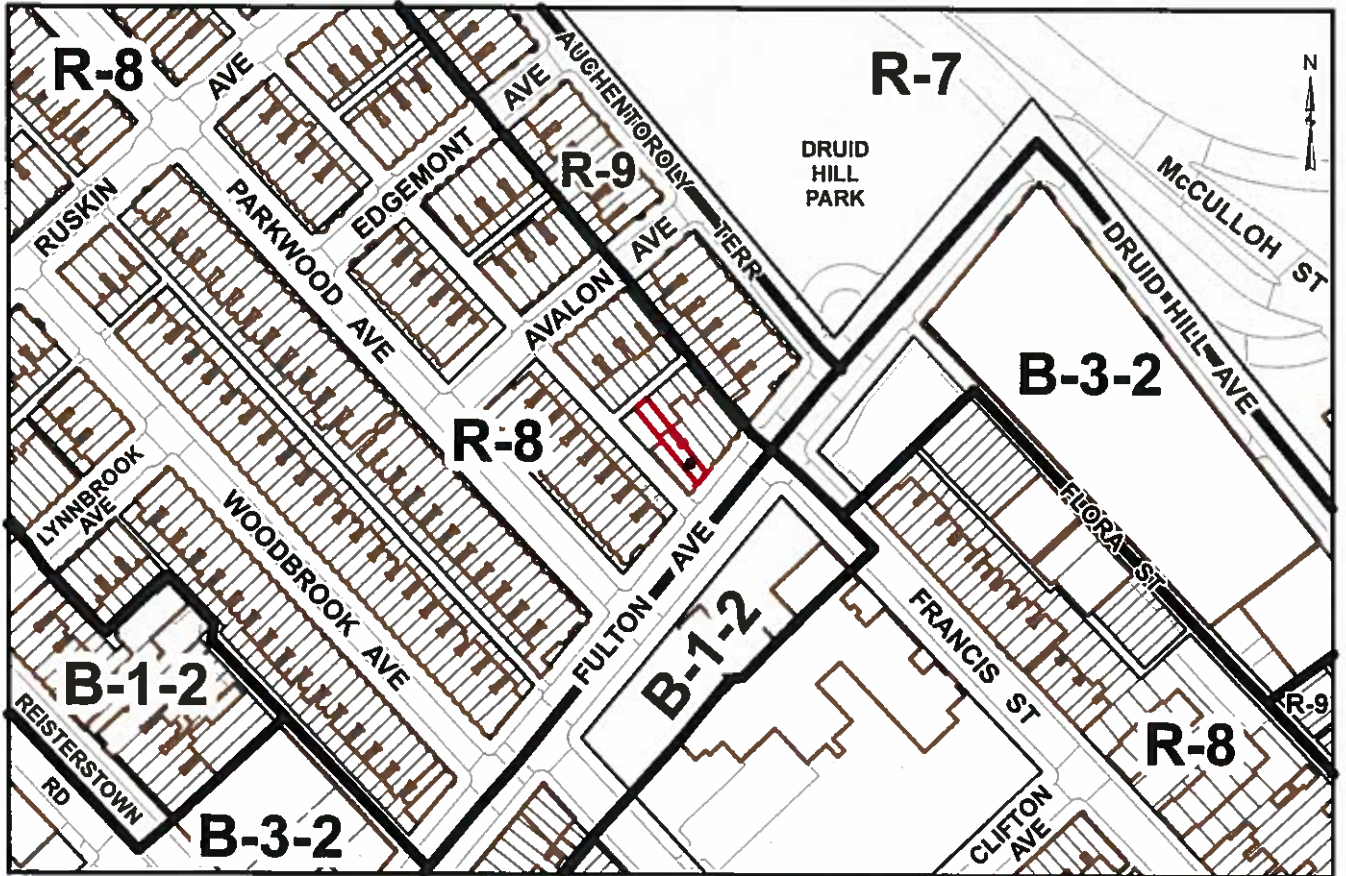 R-8
AVE
AUCHENTOROLY
TERR
R-7
N
AVE
EDGEMONT
R-9
DRUID
HILL
PARK
McCULLOH ST
RUSKIN
PARKWOOD
AVE
AVE
AVALON
DRUID HILL AVE
B-3-2
R-8
LYNNBROOK
AVE
WOODBROOK
AVE
FULTON AVE
FLORA ST
B-1-2
FRANCIS ST
B-1-2
REISTERSTOWN
RD
R-9
R-8
B-3-2
CLIFTON
AVE